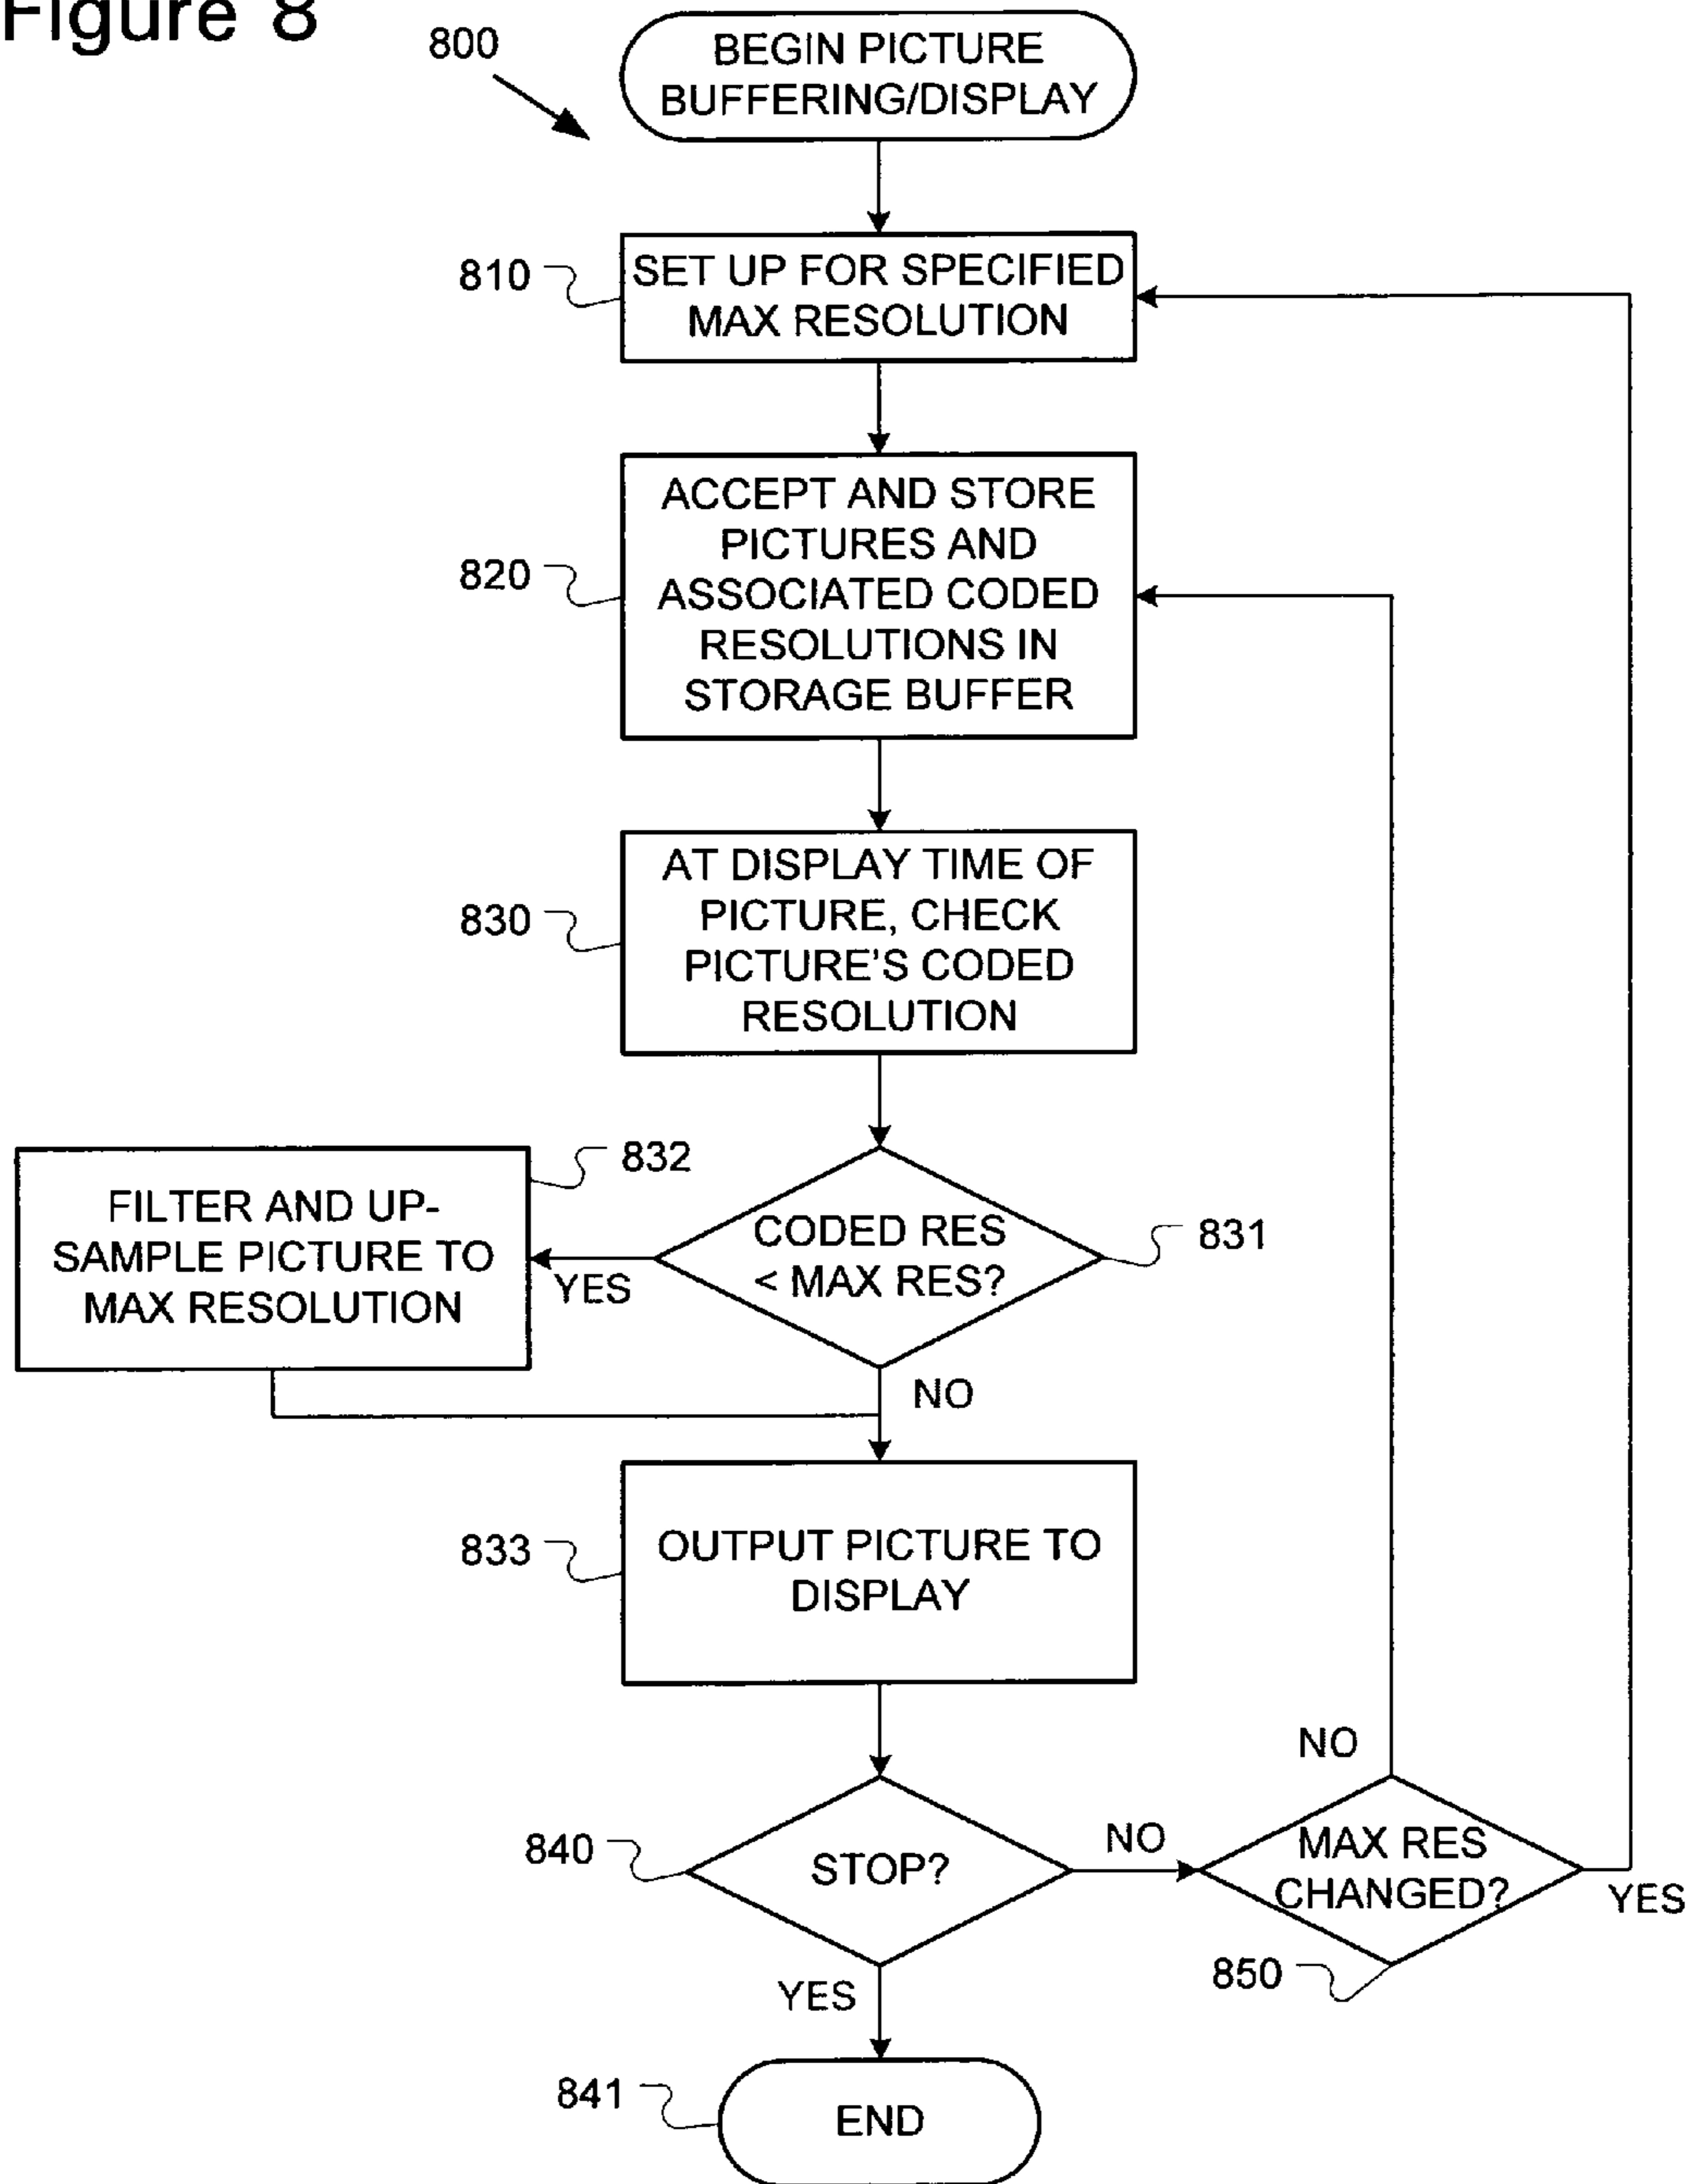 Figure 8
800
BEGIN PICTURE
BUFFERING/DISPLAY
810
SET UP FOR SPECIFIED
MAX RESOLUTION
820
ACCEPT AND STORE
PICTURES AND
ASSOCIATED CODED
RESOLUTIONS IN
STORAGE BUFFER
830
AT DISPLAY TIME OF
PICTURE, CHECK
PICTURE'S CODED
RESOLUTION
832
FILTER AND UP-
SAMPLE PICTURE TO
MAX RESOLUTION
YES
CODED RES
< MAX RES?
831
NO
833
OUTPUT PICTURE TO
DISPLAY
840
STOP?
NO
NO
MAX RES
CHANGED?
YES
850
YES
841
END